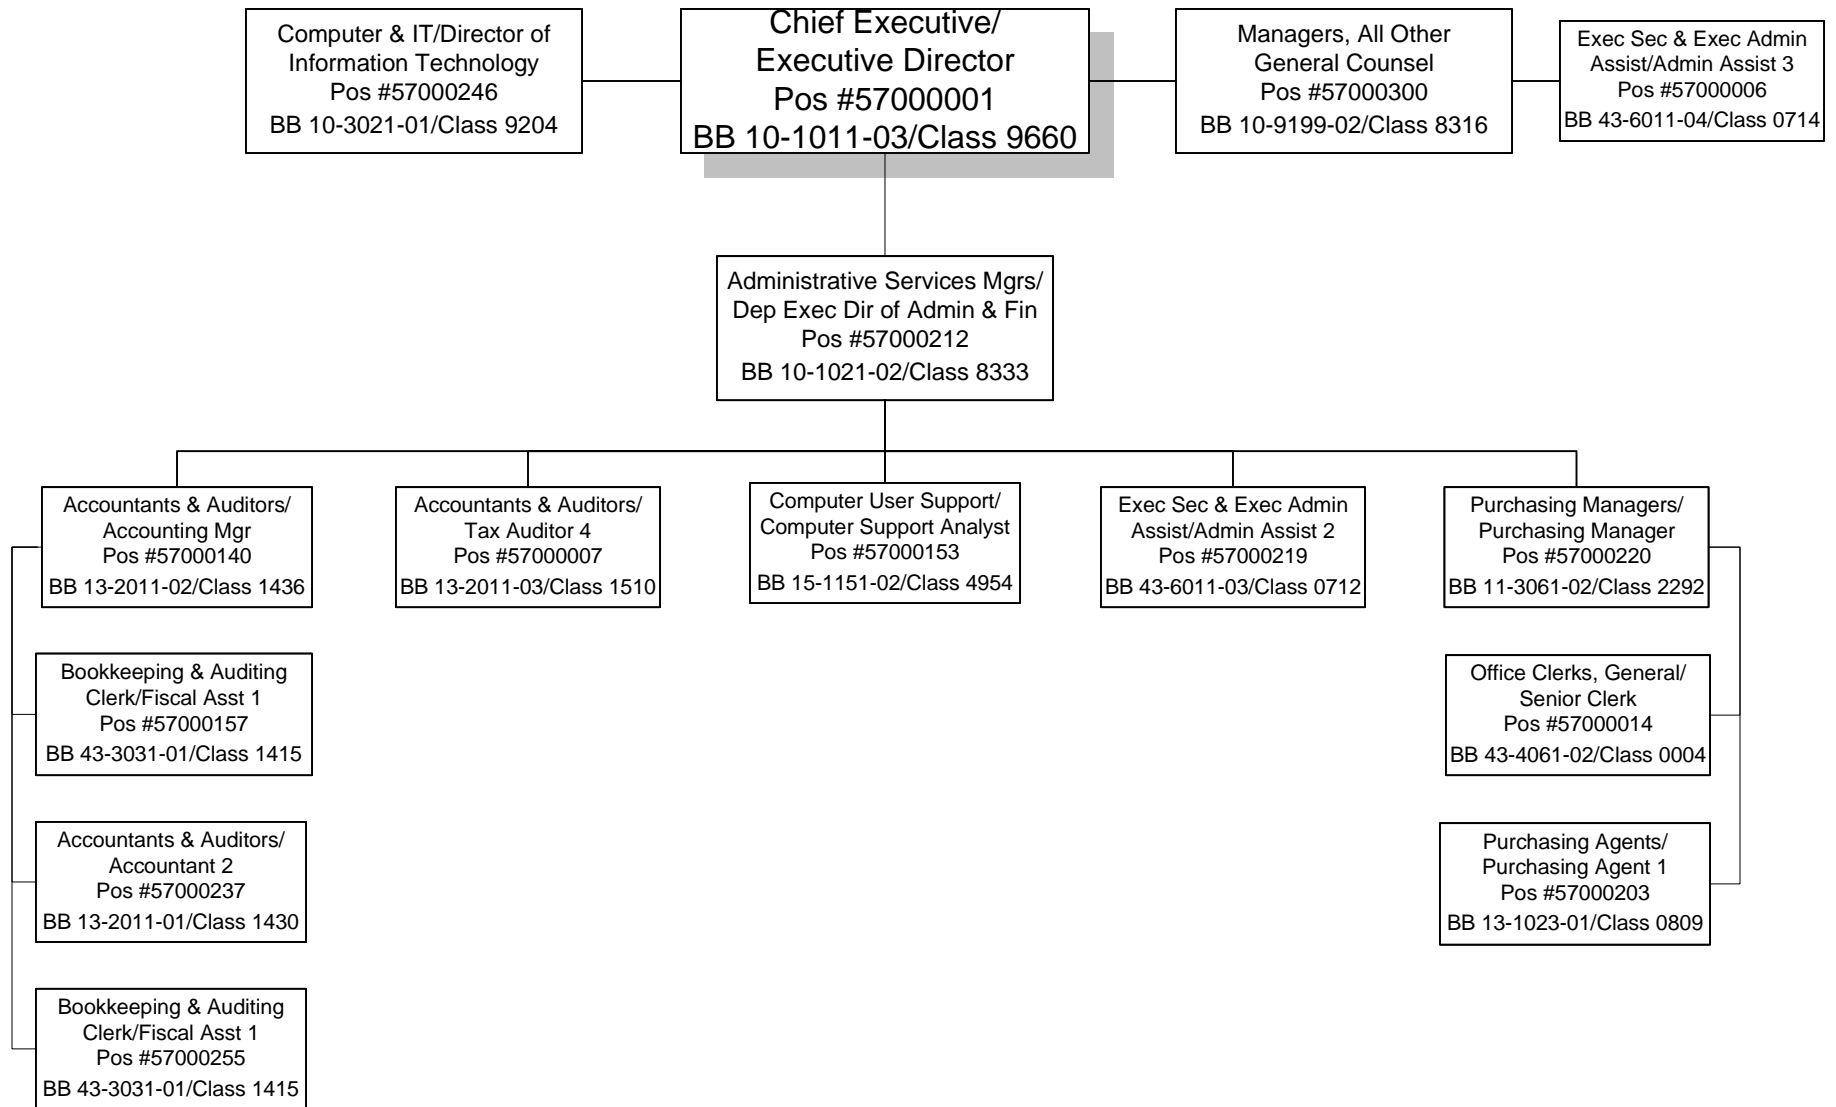 Computer & IT/Director of
Information Technology
Pos #57000246
BB 10-3021-01/Class 9204
Chief Executive/
Executive Director
Pos #57000001
BB 10-1011-03/Class 9660
Managers, All Other
General Counsel
Pos #57000300
BB 10-9199-02/Class 8316
Exec Sec & Exec Admin
Assist/Admin Assist 3
Pos #57000006
BB 43-6011-04/Class 0714
Administrative Services Mgrs/
Dep Exec Dir of Admin & Fin
Pos #57000212
BB 10-1021-02/Class 8333
Accountants & Auditors/
Accounting Mgr
Pos #57000140
BB 13-2011-02/Class 1436
Accountants & Auditors/
Tax Auditor 4
Pos #57000007
BB 13-2011-03/Class 1510
Computer User Support/
Computer Support Analyst
Pos #57000153
BB 15-1151-02/Class 4954
Exec Sec & Exec Admin
Assist/Admin Assist 2
Pos #57000219
BB 43-6011-03/Class 0712
Purchasing Managers/
Purchasing Manager
Pos #57000220
BB 11-3061-02/Class 2292
Bookkeeping & Auditing
Clerk/Fiscal Asst 1
Pos #57000157
BB 43-3031-01/Class 1415
Office Clerks, General/
Senior Clerk
Pos #57000014
BB 43-4061-02/Class 0004
Accountants & Auditors/
Accountant 2
Pos #57000237
BB 13-2011-01/Class 1430
Purchasing Agents/
Purchasing Agent 1
Pos #57000203
BB 13-1023-01/Class 0809
Bookkeeping & Auditing
Clerk/Fiscal Asst 1
Pos #57000255
BB 43-3031-01/Class 1415